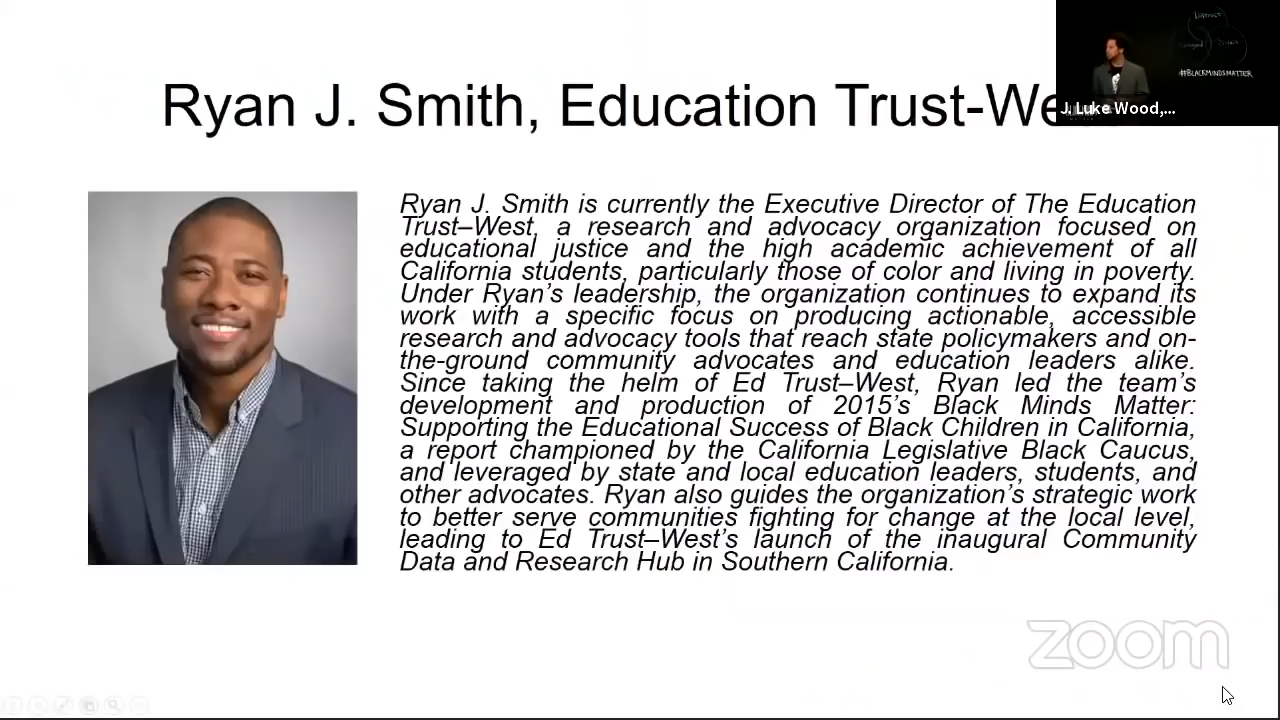 Ryan J. Smith, Education Trust-We
J. Luke Wood,...
#BLACKMINDSMATTER
Ryan J. Smith is currently the Executive Director of The Education
Trust–West, a research and advocacy organization focused on
educational justice and the high academic achievement of all
California students, particularly those of color and living in poverty.
Under Ryan's leadership, the organization continues to expand its
work with a specific focus on producing actionable, accessible
research and advocacy tools that reach state policymakers and on-
the-ground community advocates and education leaders alike.
Since taking the helm of Ed Trust–West, Ryan led the team's
development and production of 2015's Black Minds Matter:
Supporting the Educational Success of Black Children in California,
a report championed by the California Legislative Black Caucus,
and leveraged by state and local education leaders, students, and
other advocates. Ryan also guides the organization's strategic work
to better serve communities fighting for change at the local level,
leading to Ed Trust–West's launch of the inaugural Community
Data and Research Hub in Southern California.
zoom